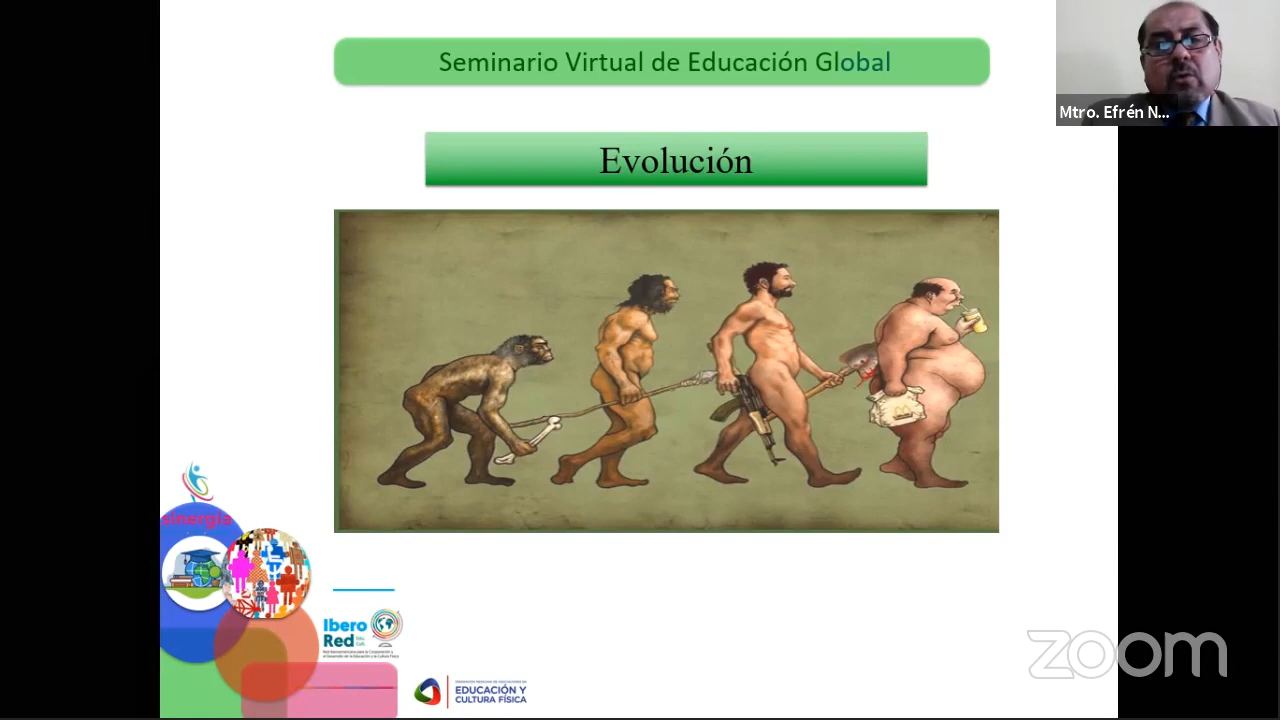 Seminario Virtual de Educación Global
Mtro. Efrén N...
Evolución
sinergia
Ibero
Red
EDUCACIÓN Y
CULTURA FÍSICA
zoom